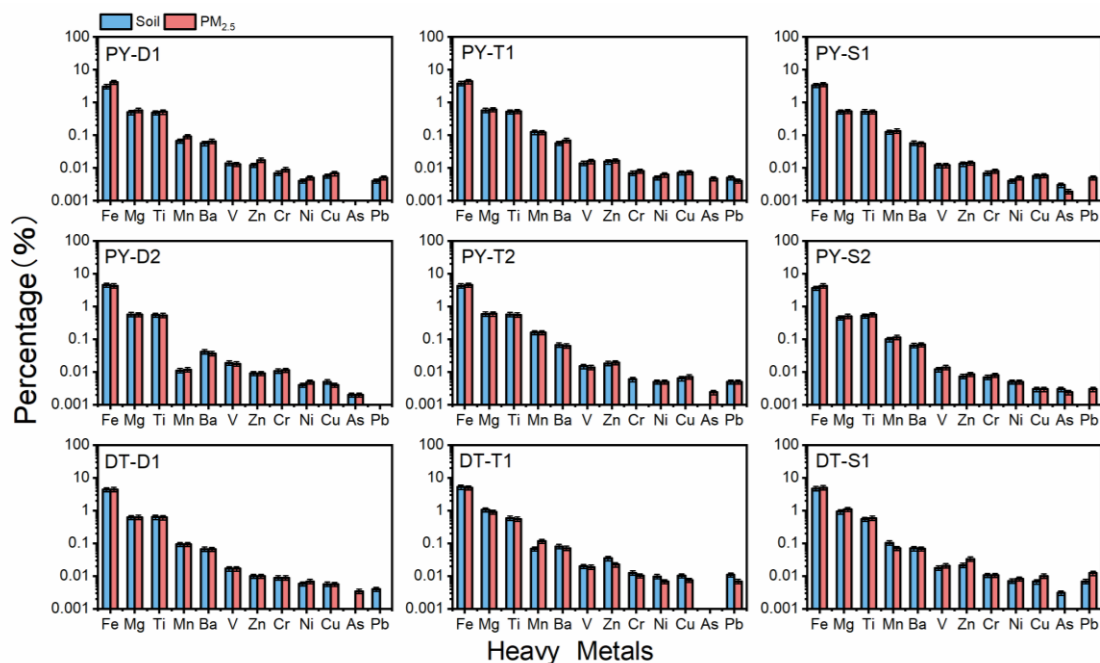 Soil PM2.5
PY-D1
PY-T1
PY-S1
100
10
1
0.1
0.01
0.001
100
10
1
0.1
0.01
0.001
100
10
1
0.1
0.01
0.001
Fe Mg Ti Mn Ba V Zn Cr Ni Cu As Pb
Fe Mg Ti Mn Ba V Zn Cr Ni Cu As Pb
Fe Mg Ti Mn Ba V Zn Cr Ni Cu As Pb
Percentage (%)
PY-D2
PY-T2
PY-S2
100
10
1
0.1
0.01
0.001
100
10
1
0.1
0.01
0.001
100
10
1
0.1
0.01
0.001
Fe Mg Ti Mn Ba V Zn Cr Ni Cu As Pb
Fe Mg Ti Mn Ba V Zn Cr Ni Cu As Pb
Fe Mg Ti Mn Ba V Zn Cr Ni Cu As Pb
DT-D1
DT-T1
DT-S1
100
10
1
0.1
0.01
0.001
100
10
1
0.1
0.01
0.001
100
10
1
0.1
0.01
0.001
Fe Mg Ti Mn Ba V Zn Cr Ni Cu As Pb
Fe Mg Ti Mn Ba V Zn Cr Ni Cu As Pb
Fe Mg Ti Mn Ba V Zn Cr Ni Cu As Pb
Heavy Metals